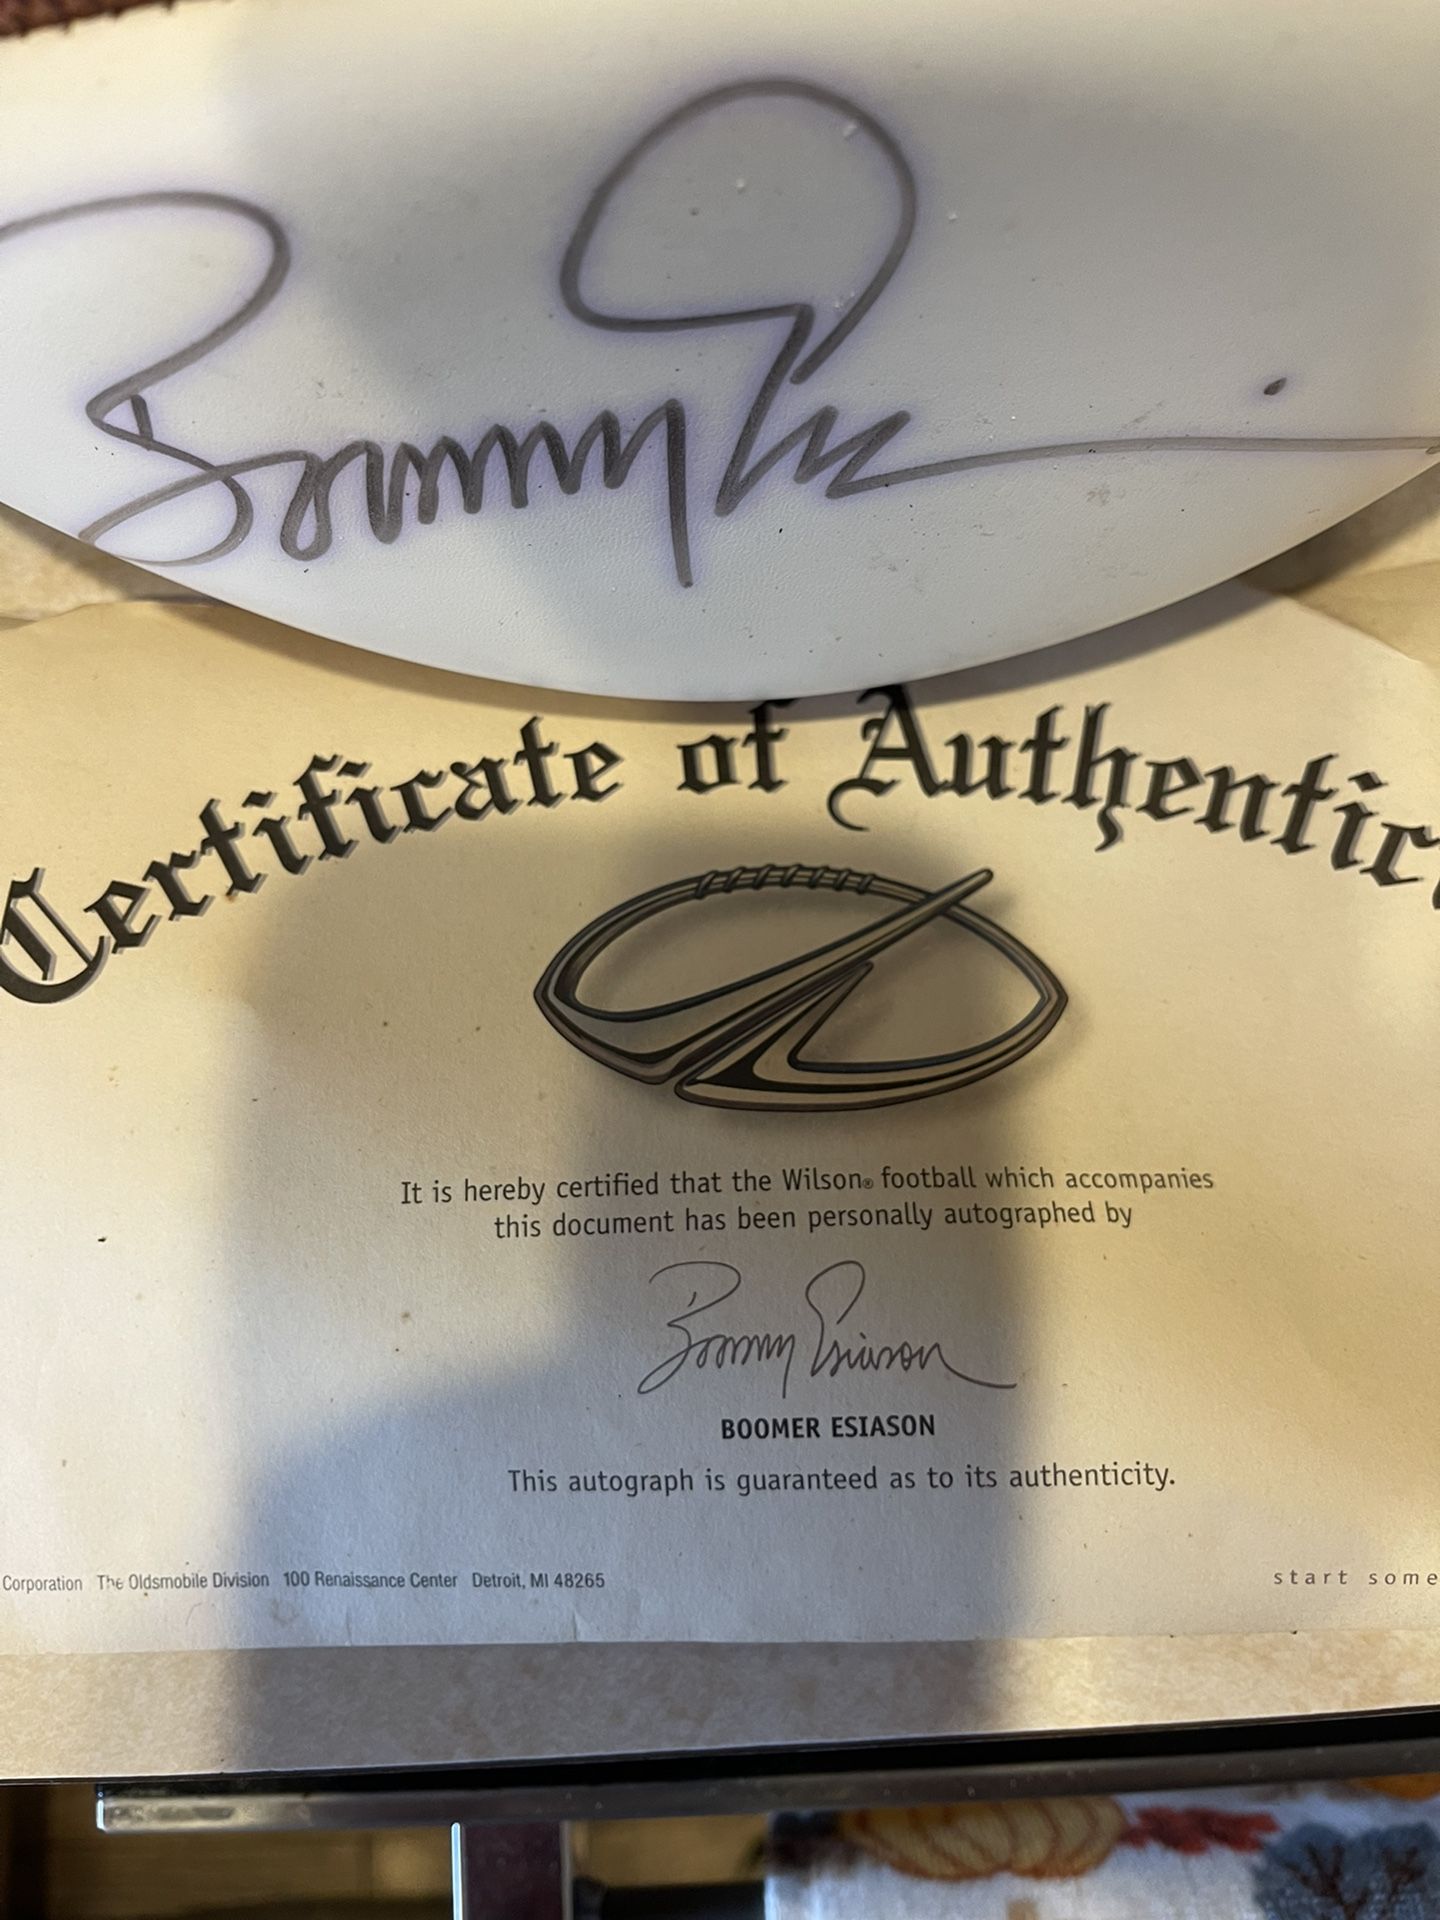 Certificate of Authentic
It is hereby certified that the Wilson® football which accompanies
this document has been personally autographed by
Boomer Esiason
BOOMER ESIASON
This autograph is guaranteed as to its authenticity.
Corporation The Oldsmobile Division 100 Renaissance Center Detroit, MI 48265
start some